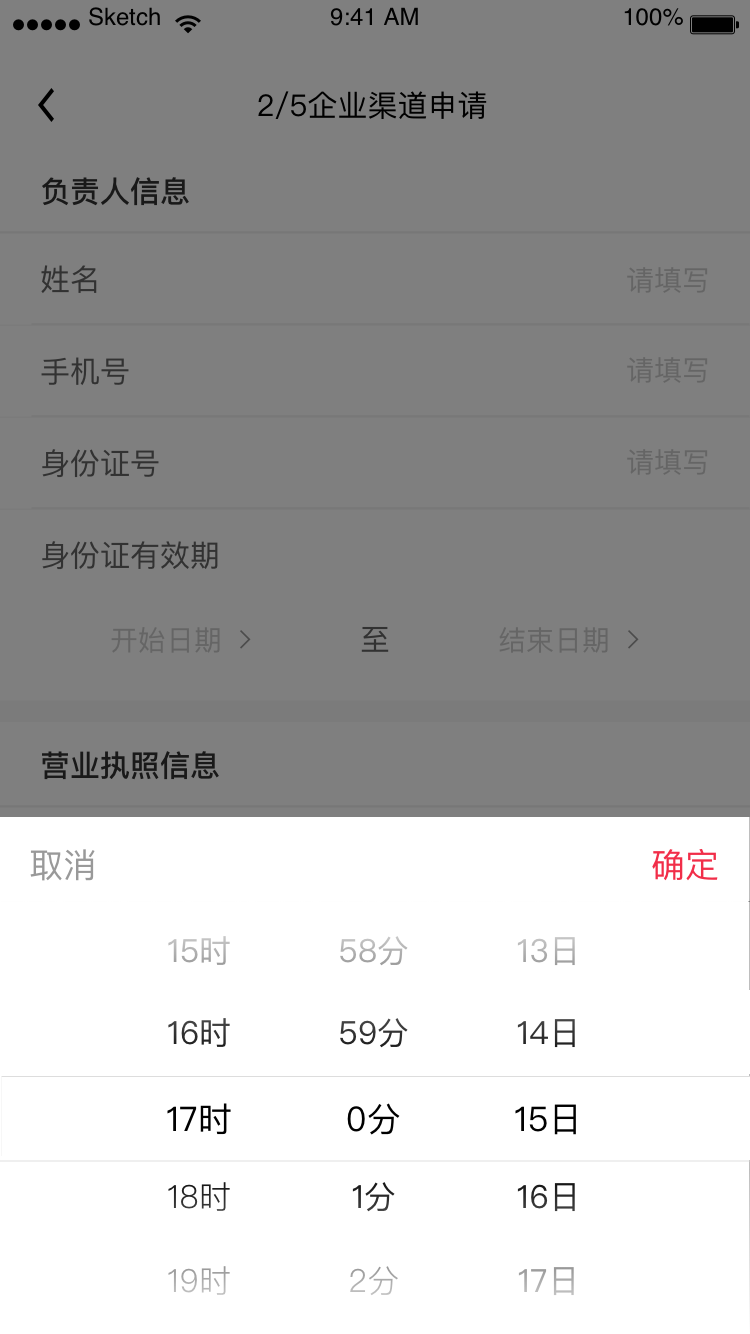 Sketch 9:41 AM 100%
2/5企业渠道申请
负责人信息
姓名 请填写
手机号 请填写
身份证号 请填写
身份证有效期
开始日期 至 结束日期
营业执照信息
取消 确定
15时 58分 13日
16时 59分 14日
17时 0分 15日
18时 1分 16日
19时 2分 17日